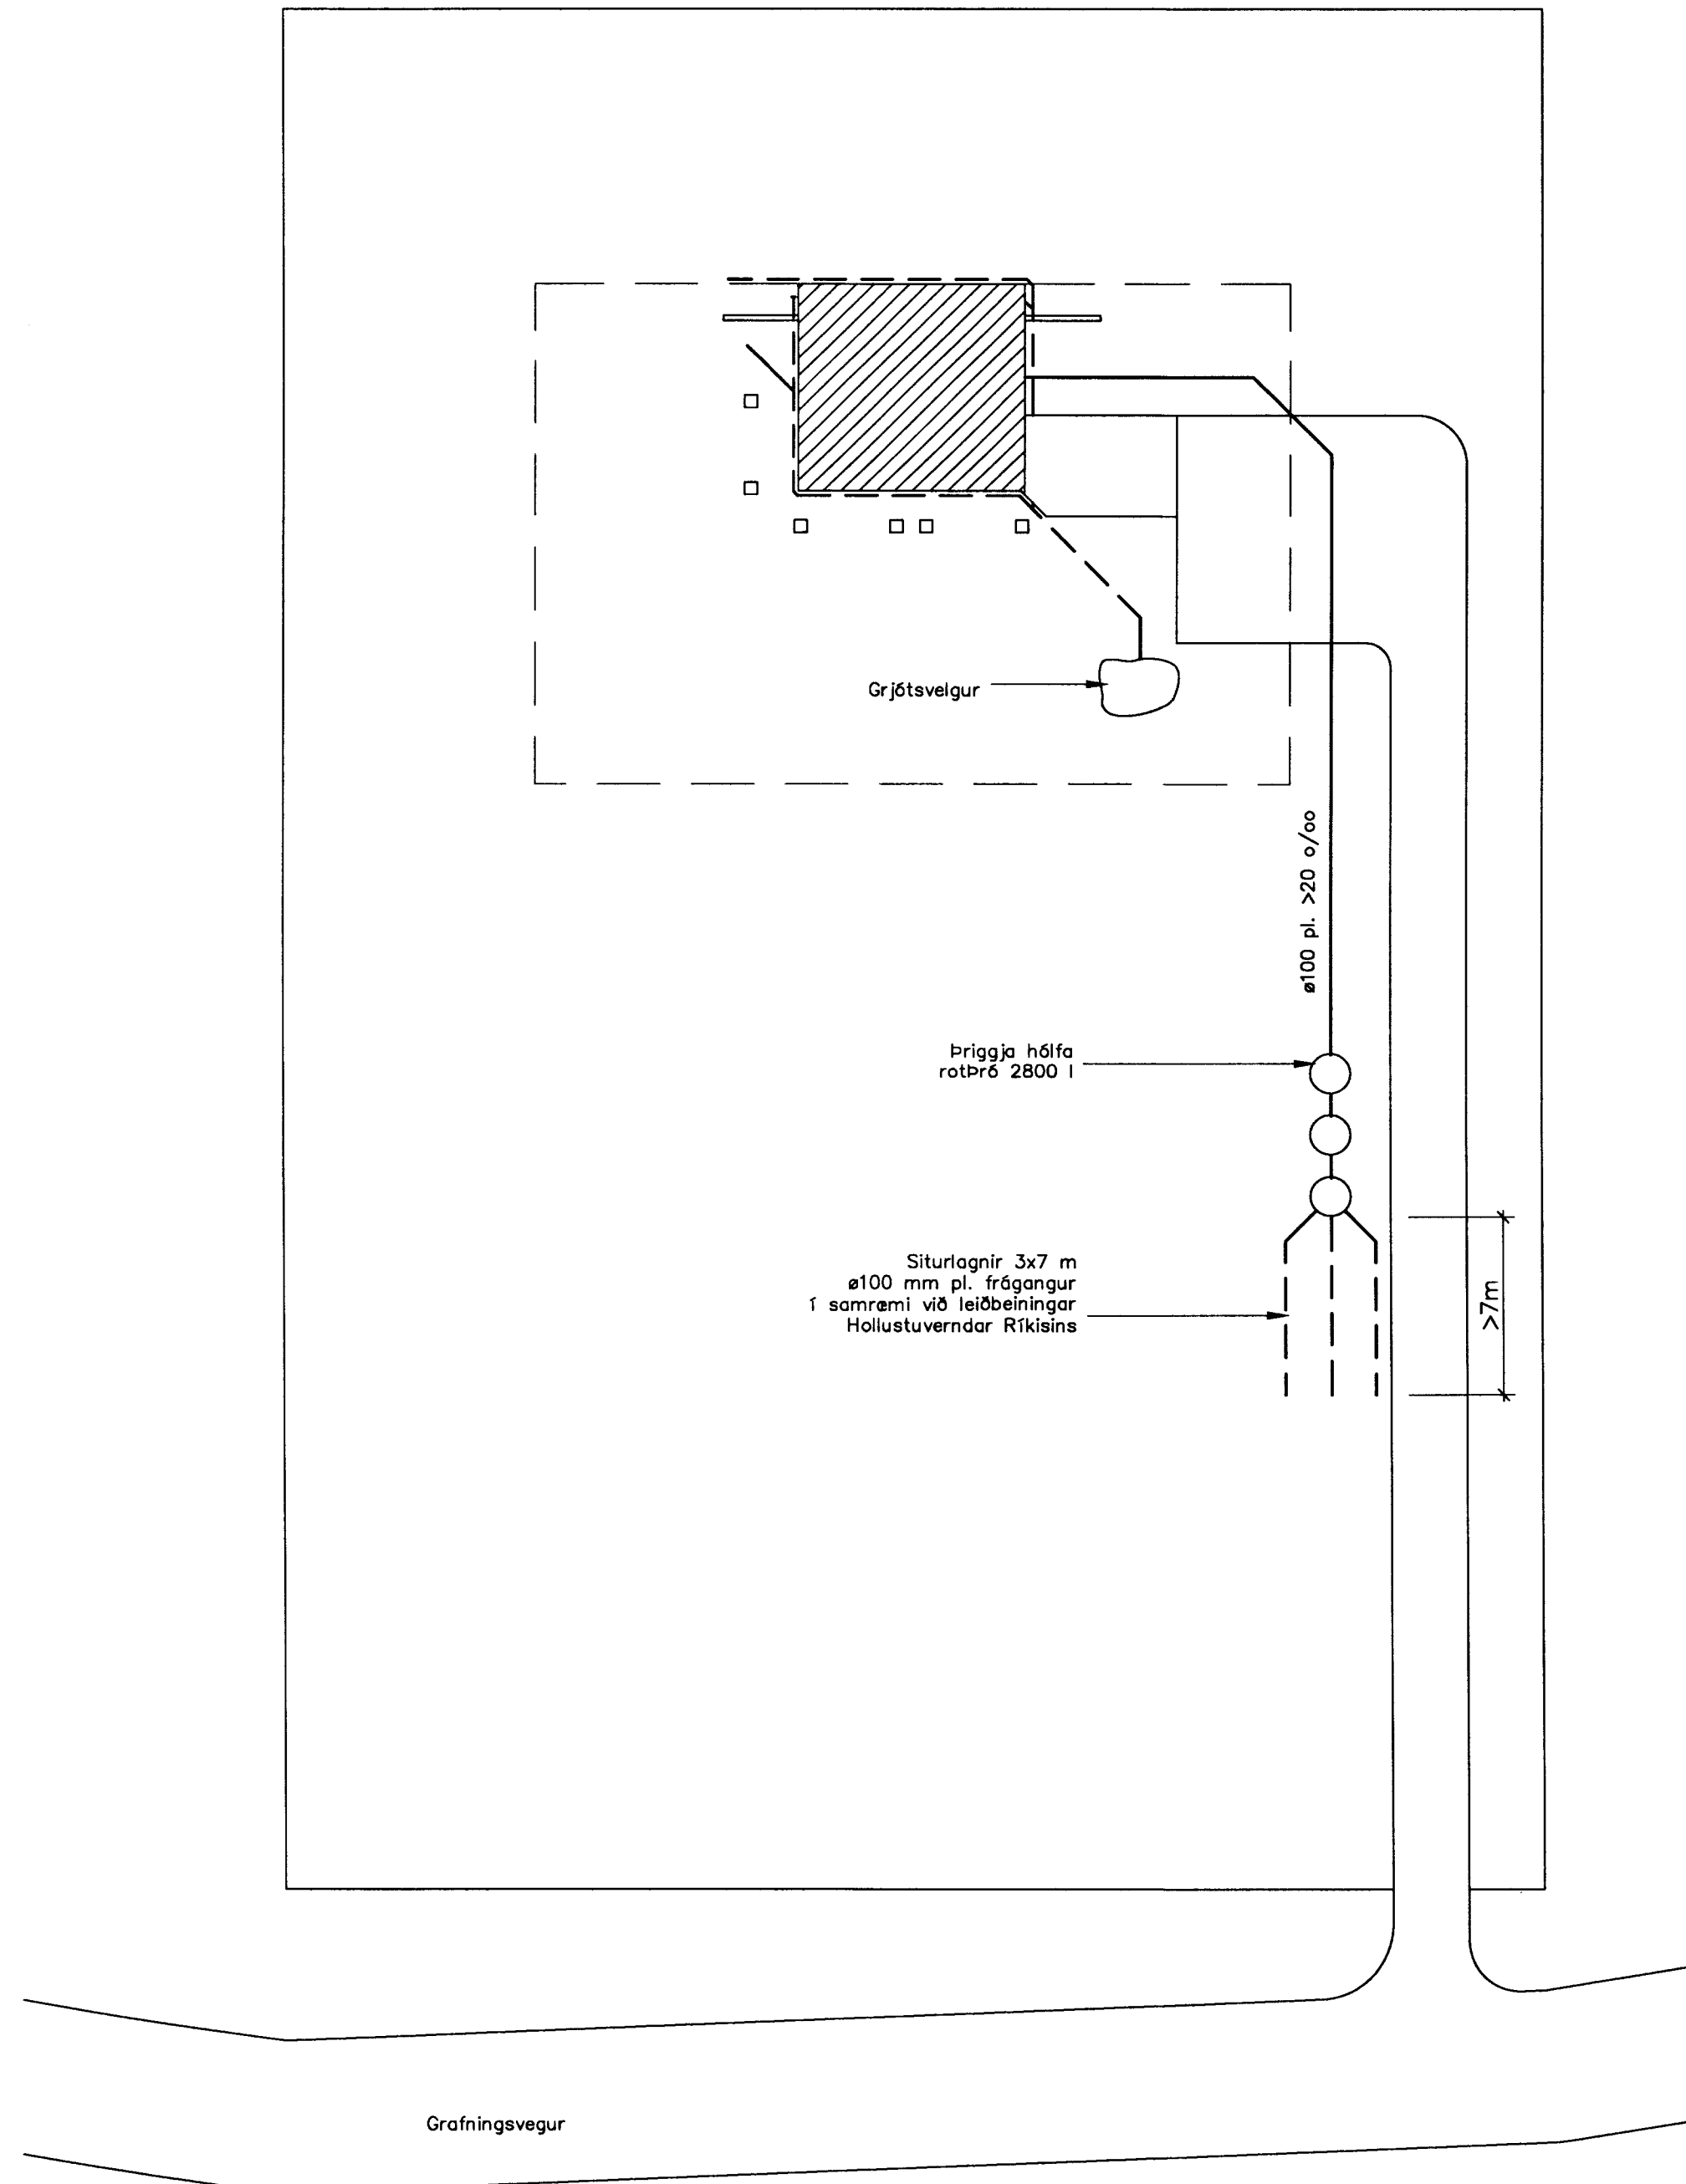 Grjótsvelgur
ø100 pl. >20 o/oo
Þriggja hólfa
rotÞró 2800 l
Siturlagnir 3x7 m
ø100 mm pl. frágangur
í samræmi við leiðbeiningar
Hollustuverndar Ríkisins
>7m
Grafningsvegur